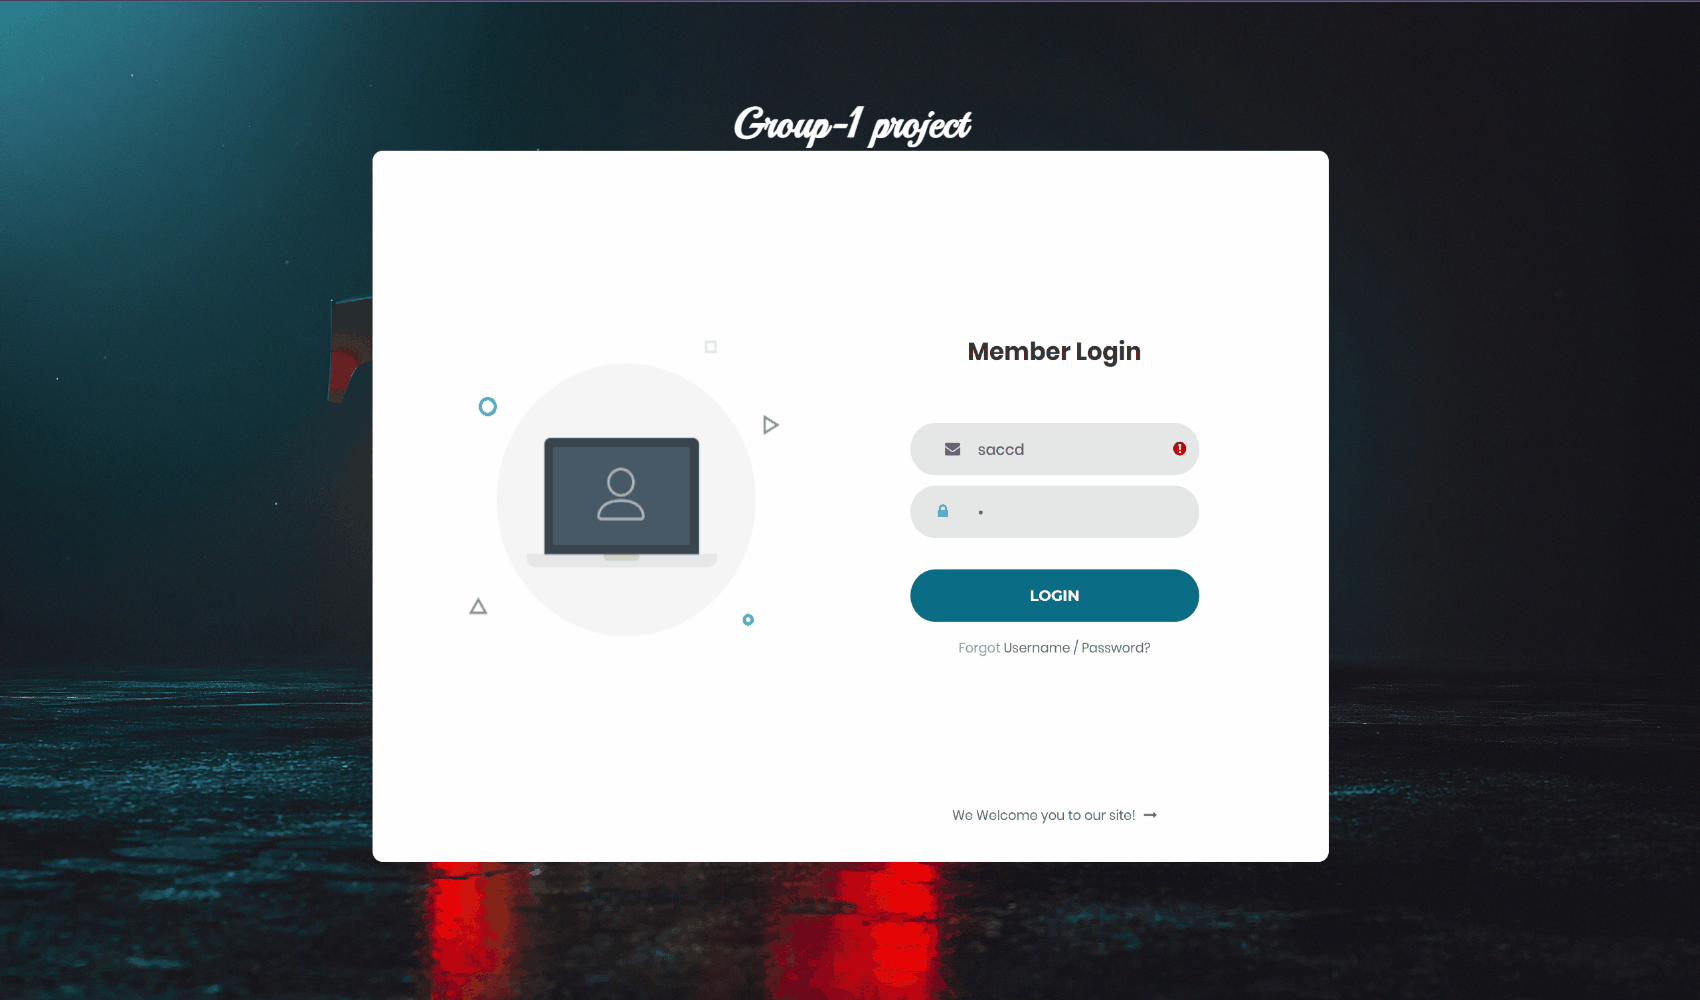 Group-1 project
Member Login
saccd
•
LOGIN
Forgot Username / Password?
We Welcome you to our site!